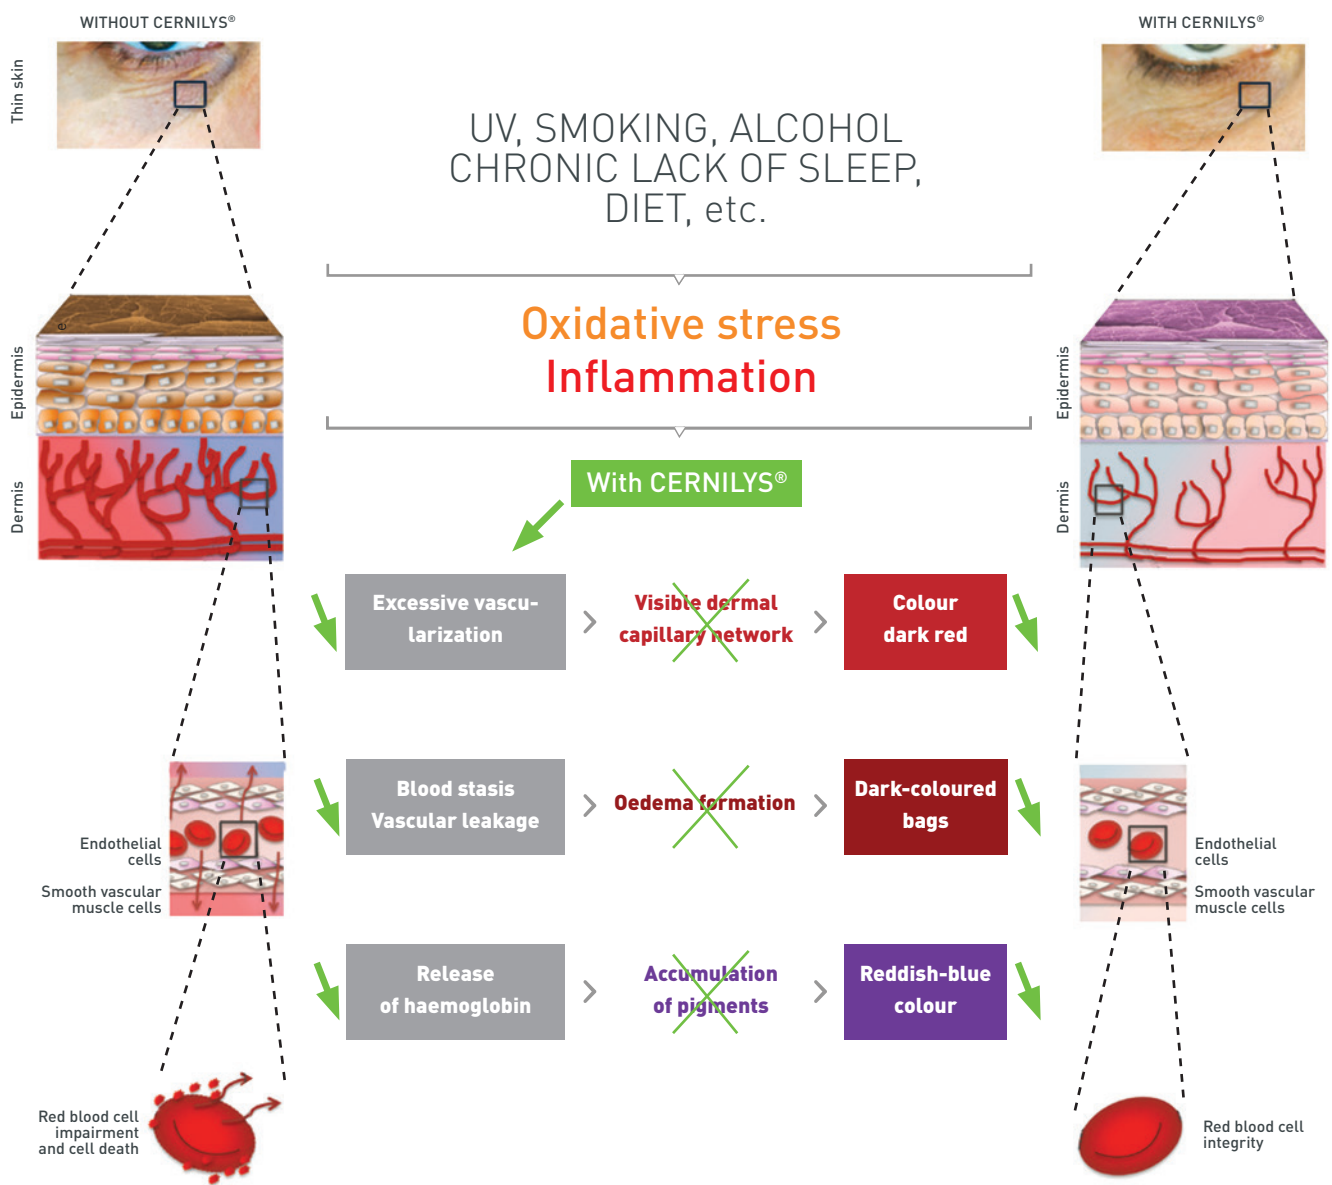 WITHOUT CERNILYS®
WITH CERNILYS®
Thin skin
UV, SMOKING, ALCOHOL
CHRONIC LACK OF SLEEP,
DIET, etc.
Oxidative stress
Inflammation
e
Epidermis
Dermis
Epidermis
Dermis
With CERNILYS®
Excessive vascu-
larization
Visible dermal
capillary network
Colour
dark red
Blood stasis
Vascular leakage
Oedema formation
Dark-coloured
bags
Endothelial
cells
Smooth vascular
muscle cells
Endothelial
cells
Smooth vascular
muscle cells
Release
of haemoglobin
Accumulation
of pigments
Reddish-blue
colour
Red blood cell
impairment
and cell death
Red blood cell
integrity